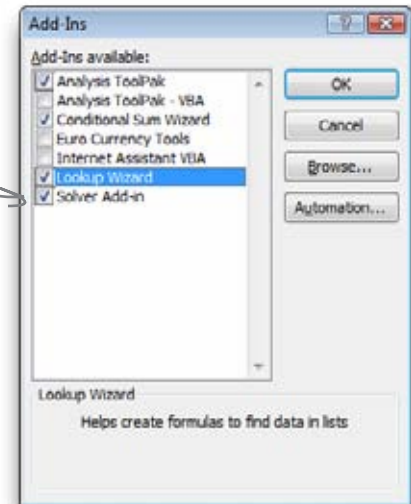 Add-Ins
Add-Ins available:
Analysis ToolPak
Analysis ToolPak - VBA
Conditional Sum Wizard
Euro Currency Tools
Internet Assistant VBA
Lookup Wizard
Solver Add-in
OK
Cancel
Browse...
Automation...
Lookup Wizard
Helps create formulas to find data in lists